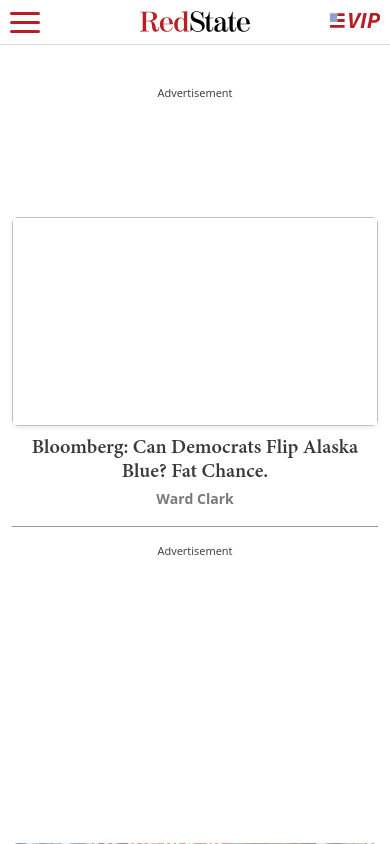 RedState
VIP
Advertisement
Bloomberg: Can Democrats Flip Alaska
Blue? Fat Chance.
Ward Clark
Advertisement